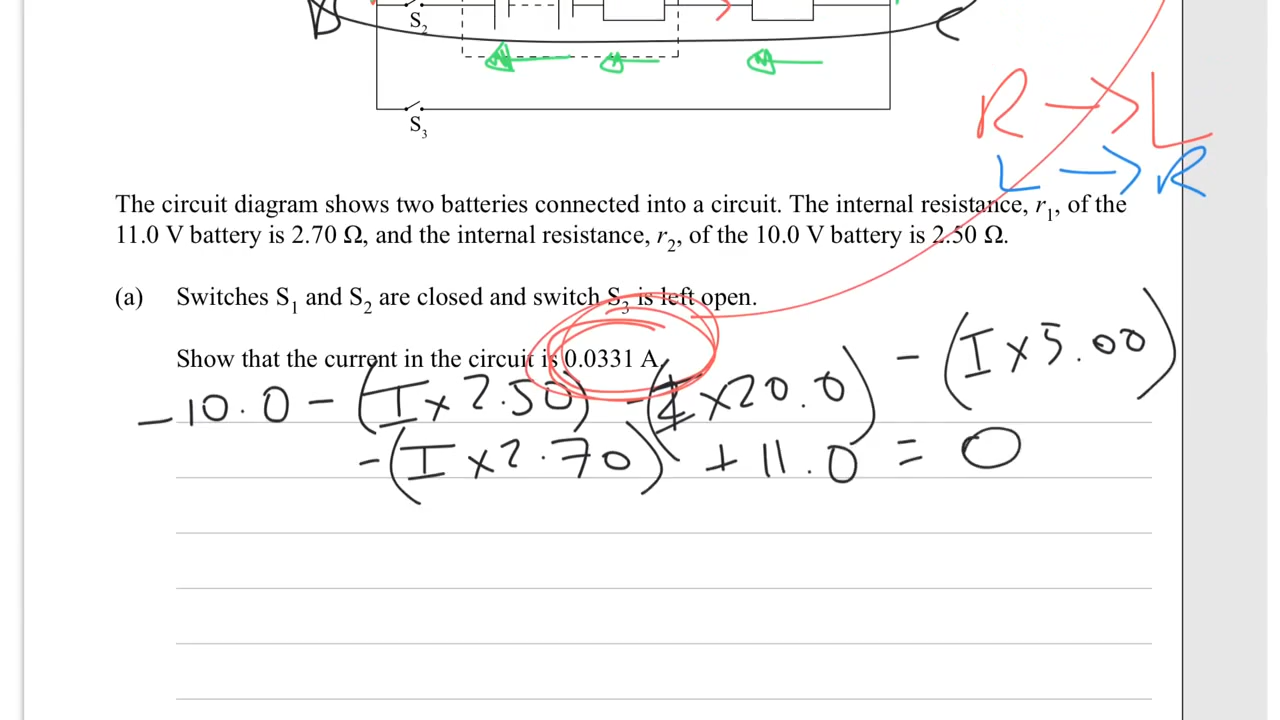 S2
S3
R → L
L → R
The circuit diagram shows two batteries connected into a circuit. The internal resistance, r1, of the
11.0 V battery is 2.70 Ω, and the internal resistance, r2, of the 10.0 V battery is 2.50 Ω.
(a) Switches S1 and S2 are closed and switch S3 is left open.
Show that the current in the circuit is 0.0331 A.
-10.0 - (I × 2.50) - (I × 20.0) - (I × 5.00)
- (I × 2.70) + 11.0 = 0